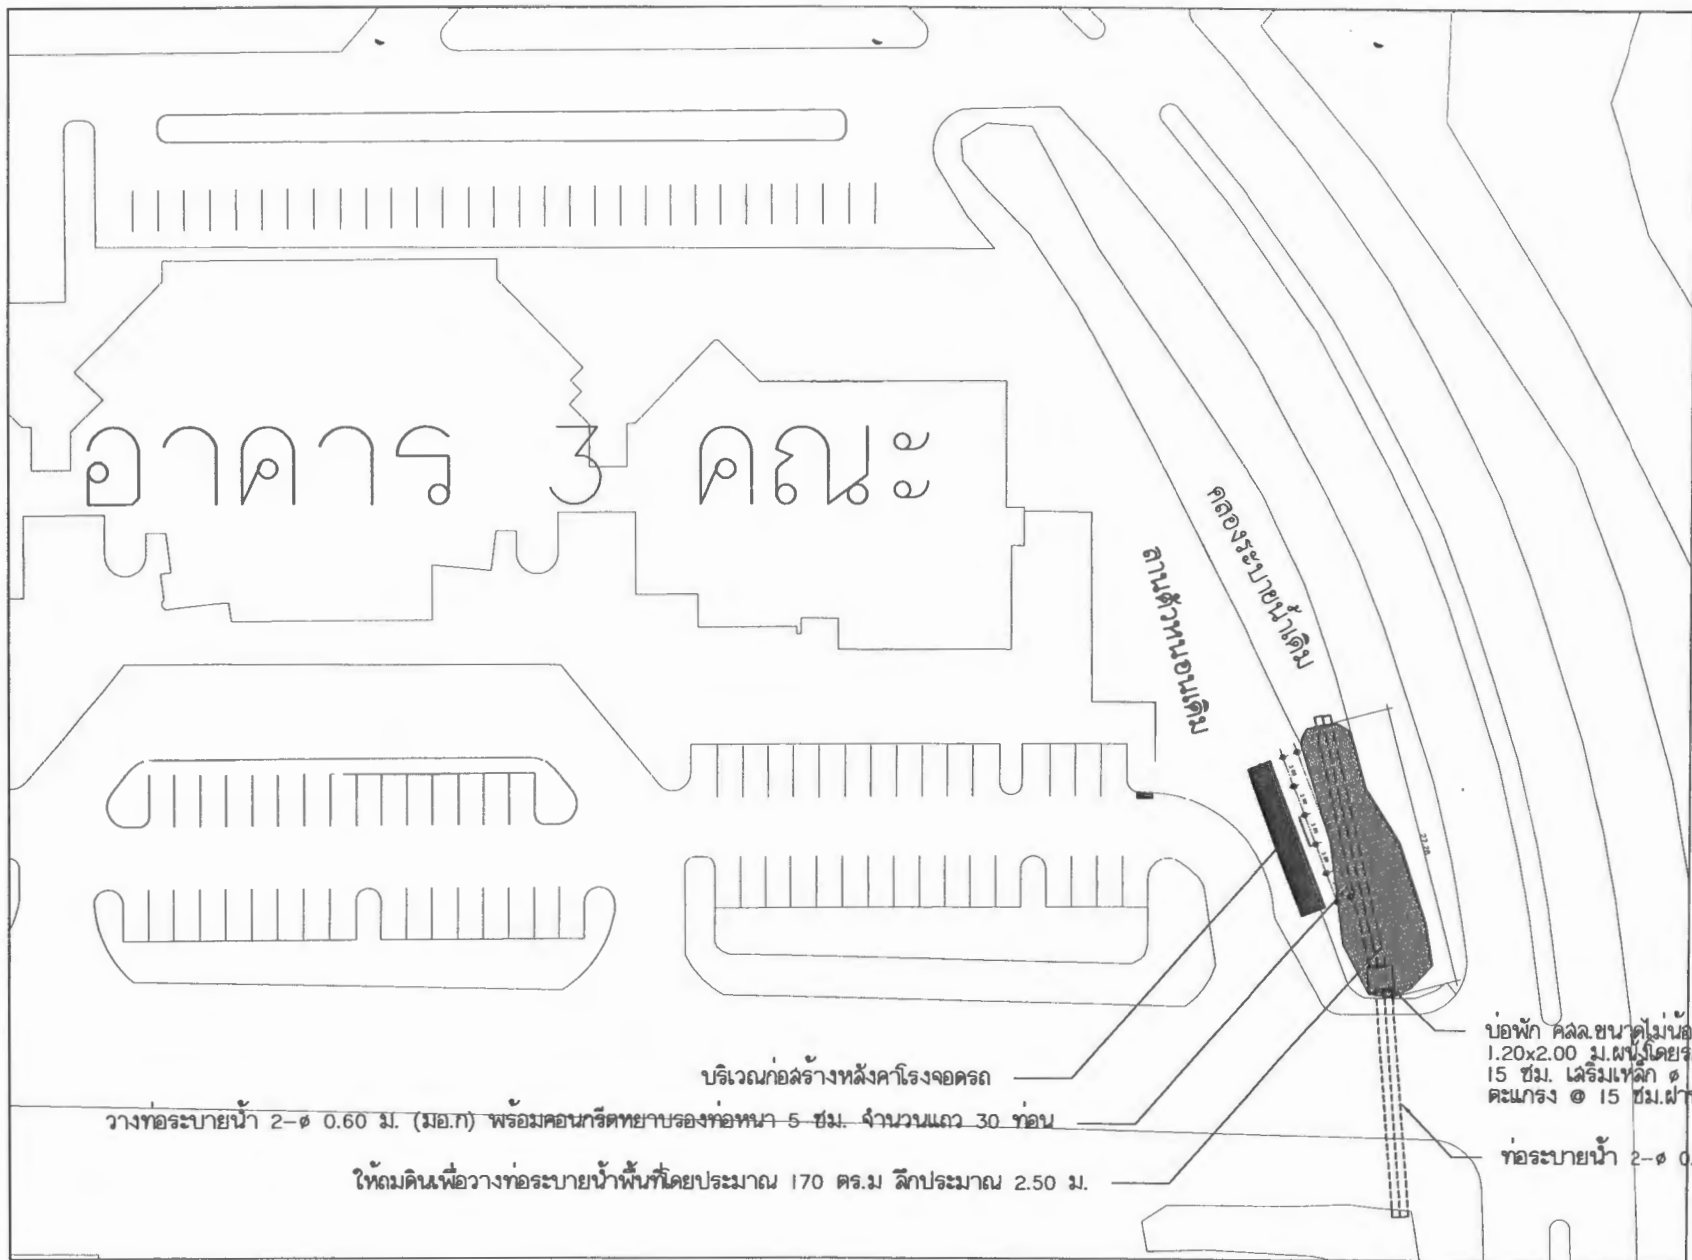 อาคาร 3 คณะ
คลองระบายน้ำเดิม
ลานตัวหนอนเดิม
บ่อพัก คสล.ขนาดไม่น้อ
1.20x2.00 ม.ผนังโดยร
15 ซม. เสริมเหล็ก ø
ตะแกรง @ 15 ซม.ฝา
บริเวณก่อสร้างหลังคาโรงจอดรถ
วางท่อระบายน้ำ 2-ø 0.60 ม. (มอ.ก) พร้อมคอนกรีตหยาบรองท่อหนา 5 ซม. จำนวนแถว 30 ท่อน
ท่อระบายน้ำ 2-ø 0.
ให้ถมดินเพื่อวางท่อระบายน้ำพื้นที่โดยประมาณ 170 ตร.ม ลึกประมาณ 2.50 ม.